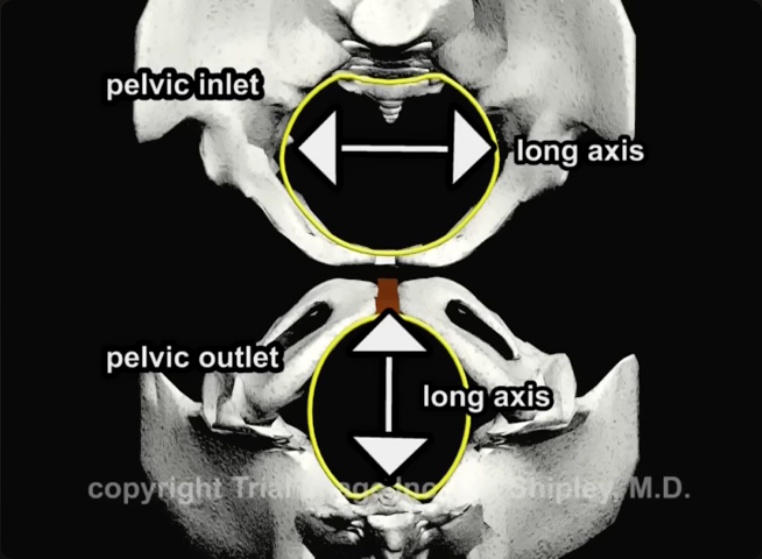 pelvic inlet
long axis
pelvic outlet
long axis
copyright Shipley, M.D.